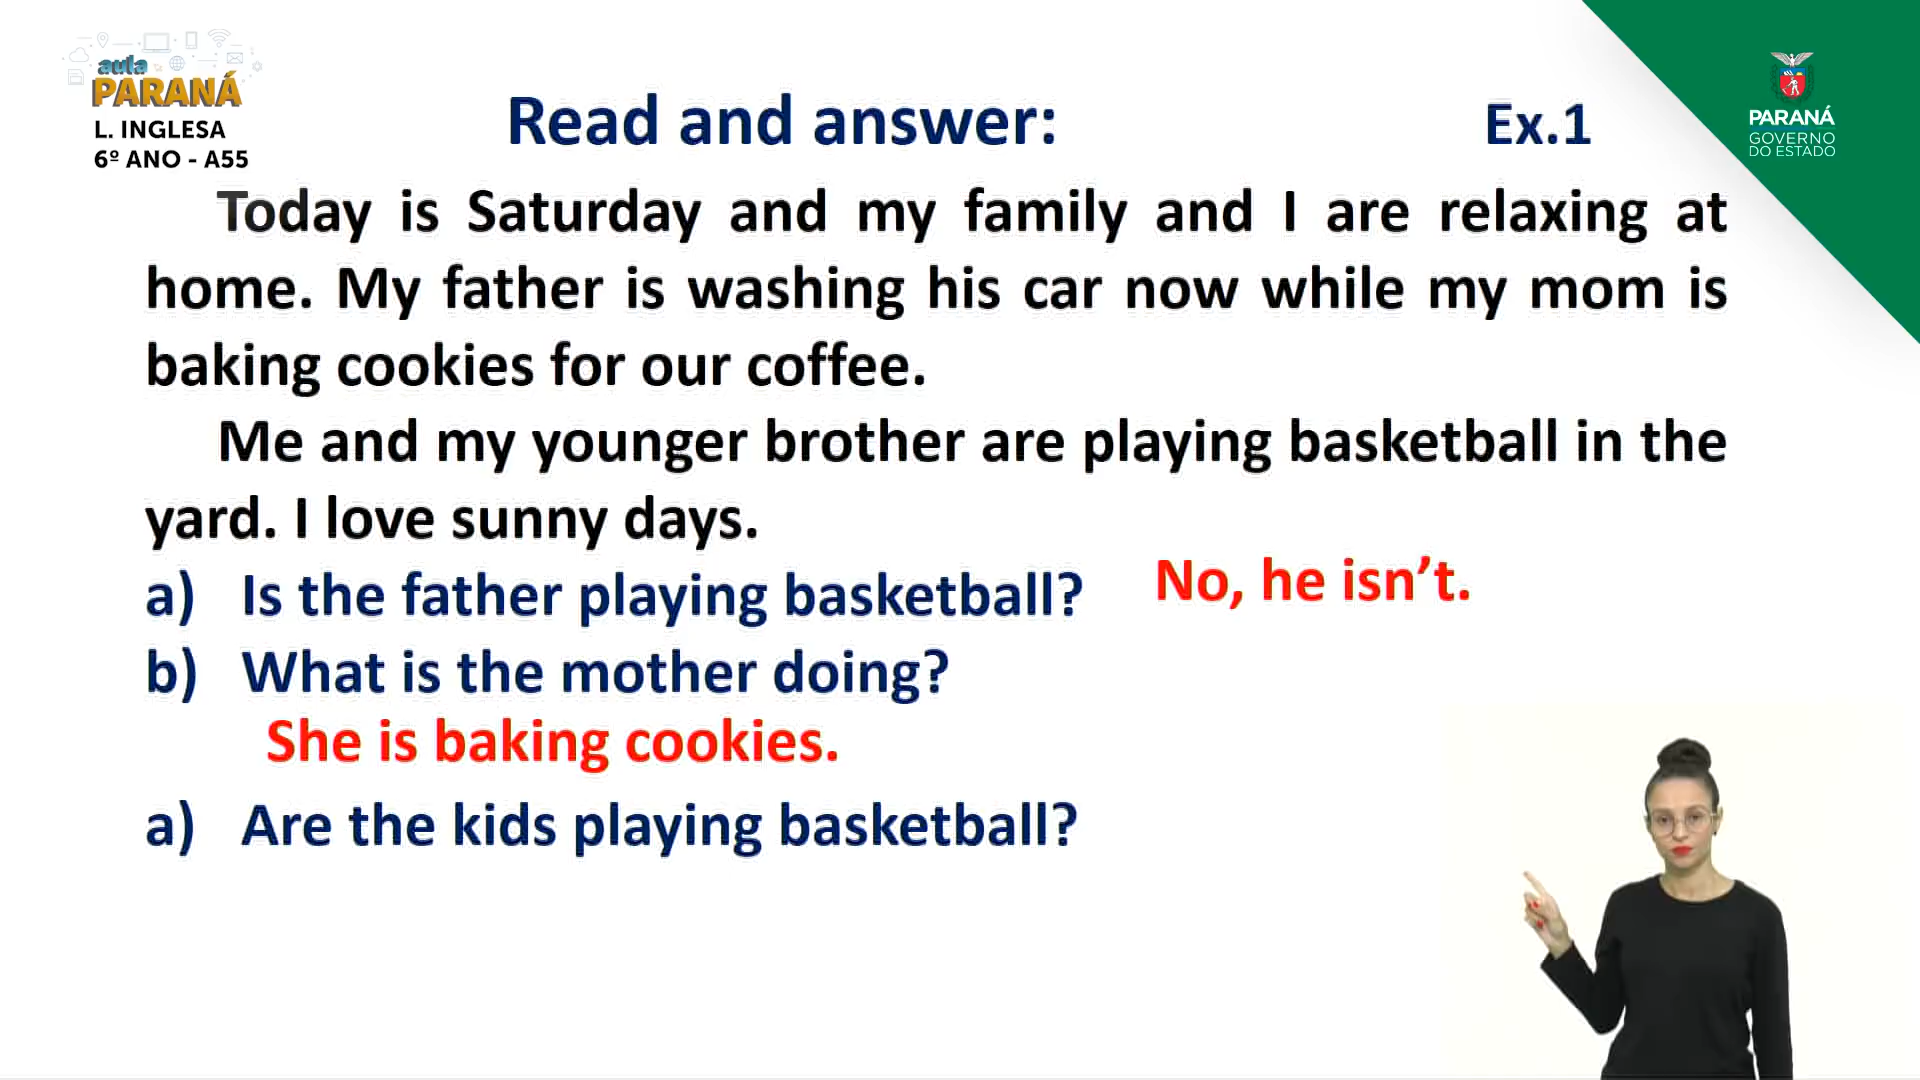 aula
PARANÁ
L. INGLESA
6º ANO - A55
Read and answer:
Ex.1
PARANÁ
GOVERNO
DO ESTADO
Today is Saturday and my family and I are relaxing at
home. My father is washing his car now while my mom is
baking cookies for our coffee.
Me and my younger brother are playing basketball in the
yard. I love sunny days.
a) Is the father playing basketball? No, he isn’t.
b) What is the mother doing?
She is baking cookies.
a) Are the kids playing basketball?